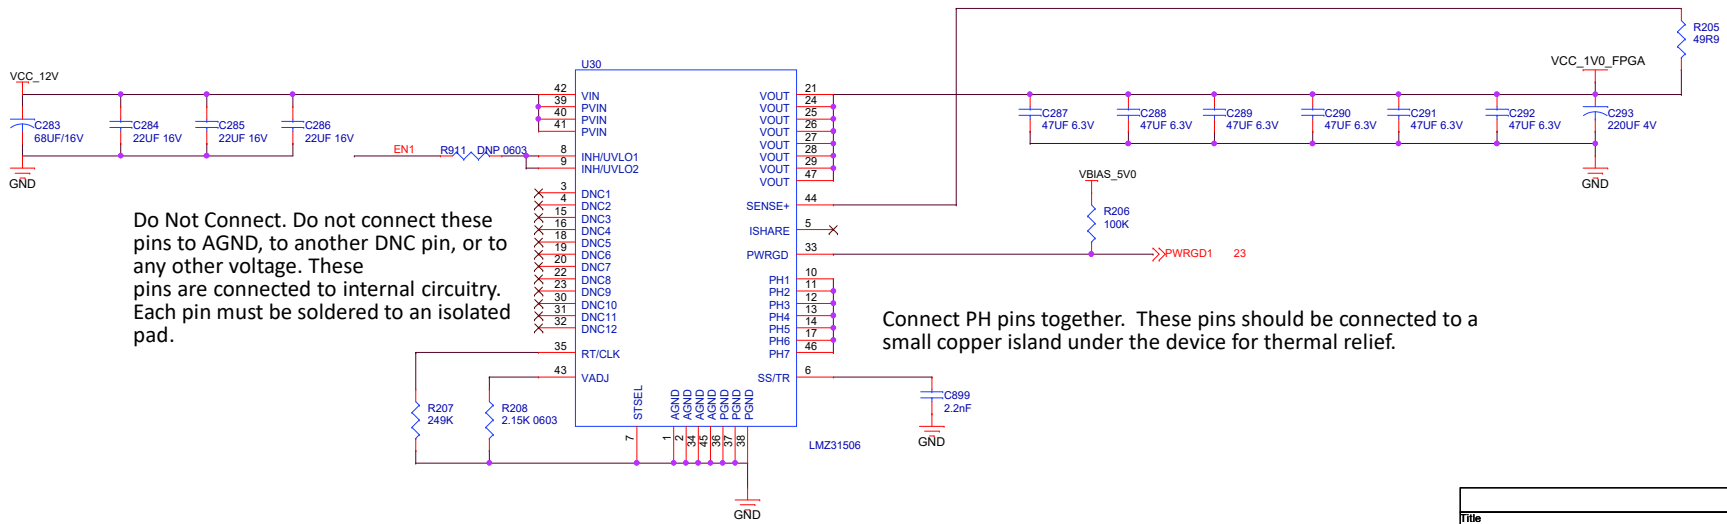 VCC_12V
C283
68UF/16V
C284
22UF 16V
C285
22UF 16V
C286
22UF 16V
GND
EN1
R911 DNP 0603
U30
42
39
40
41
8
9
3
4
15
16
18
19
20
22
23
30
31
32
35
43
VIN
PVIN
PVIN
PVIN
INH/UVLO1
INH/UVLO2
DNC1
DNC2
DNC3
DNC4
DNC5
DNC6
DNC7
DNC8
DNC9
DNC10
DNC11
DNC12
RT/CLK
VADJ
VOUT
VOUT
VOUT
VOUT
VOUT
VOUT
VOUT
VOUT
SENSE+
ISHARE
PWRGD
PH1
PH2
PH3
PH4
PH5
PH6
PH7
SS/TR
21
24
25
26
27
28
29
47
44
5
33
10
11
12
13
14
17
46
6
STSEL
AGND
AGND
AGND
AGND
PGND
PGND
PGND
7
1
2
34
45
36
37
38
LMZ31506
Do Not Connect. Do not connect these
pins to AGND, to another DNC pin, or to
any other voltage. These
pins are connected to internal circuitry.
Each pin must be soldered to an isolated
pad.
R207
249K
R208
2.15K 0603
GND
C899
2.2nF
GND
Connect PH pins together. These pins should be connected to a
small copper island under the device for thermal relief.
VBIAS_5V0
R206
100K
PWRGD1 23
C287
47UF 6.3V
C288
47UF 6.3V
C289
47UF 6.3V
C290
47UF 6.3V
C291
47UF 6.3V
C292
47UF 6.3V
C293
220UF 4V
VCC_1V0_FPGA
R205
49R9
GND
Title